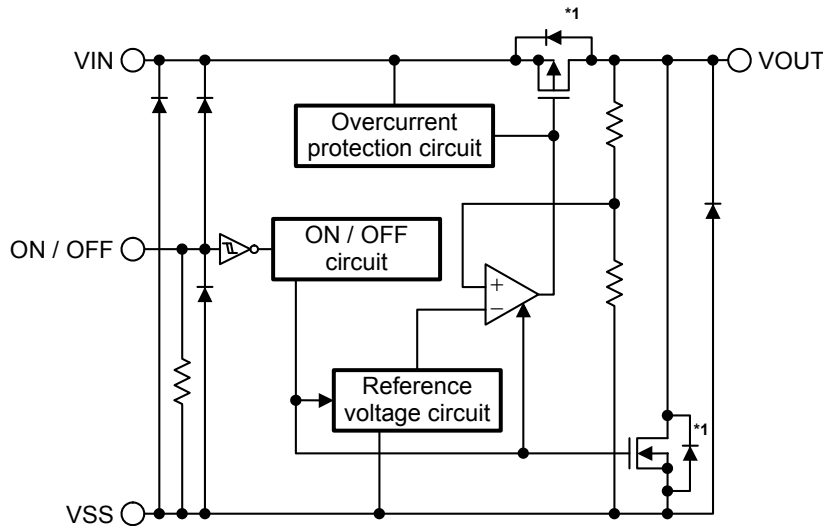 *1
VIN
VOUT
Overcurrent
protection circuit
ON / OFF
ON / OFF
circuit
+
−
Reference
voltage circuit
*1
VSS